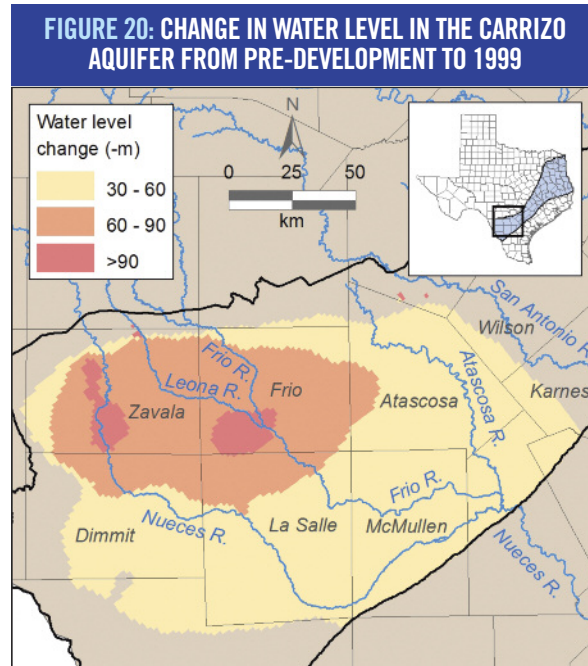 FIGURE 20: CHANGE IN WATER LEVEL IN THE CARRIZO
AQUIFER FROM PRE-DEVELOPMENT TO 1999
Water level
change (-m)
30 - 60
60 - 90
>90
N
0 25 50
km
San Antonio R.
Wilson
Karnes
Atascosa R.
Atascosa
Frio R.
Frio
Leona R.
Zavala
Frio R.
Nueces R.
La Salle
McMullen
Dimmit
Nueces R.